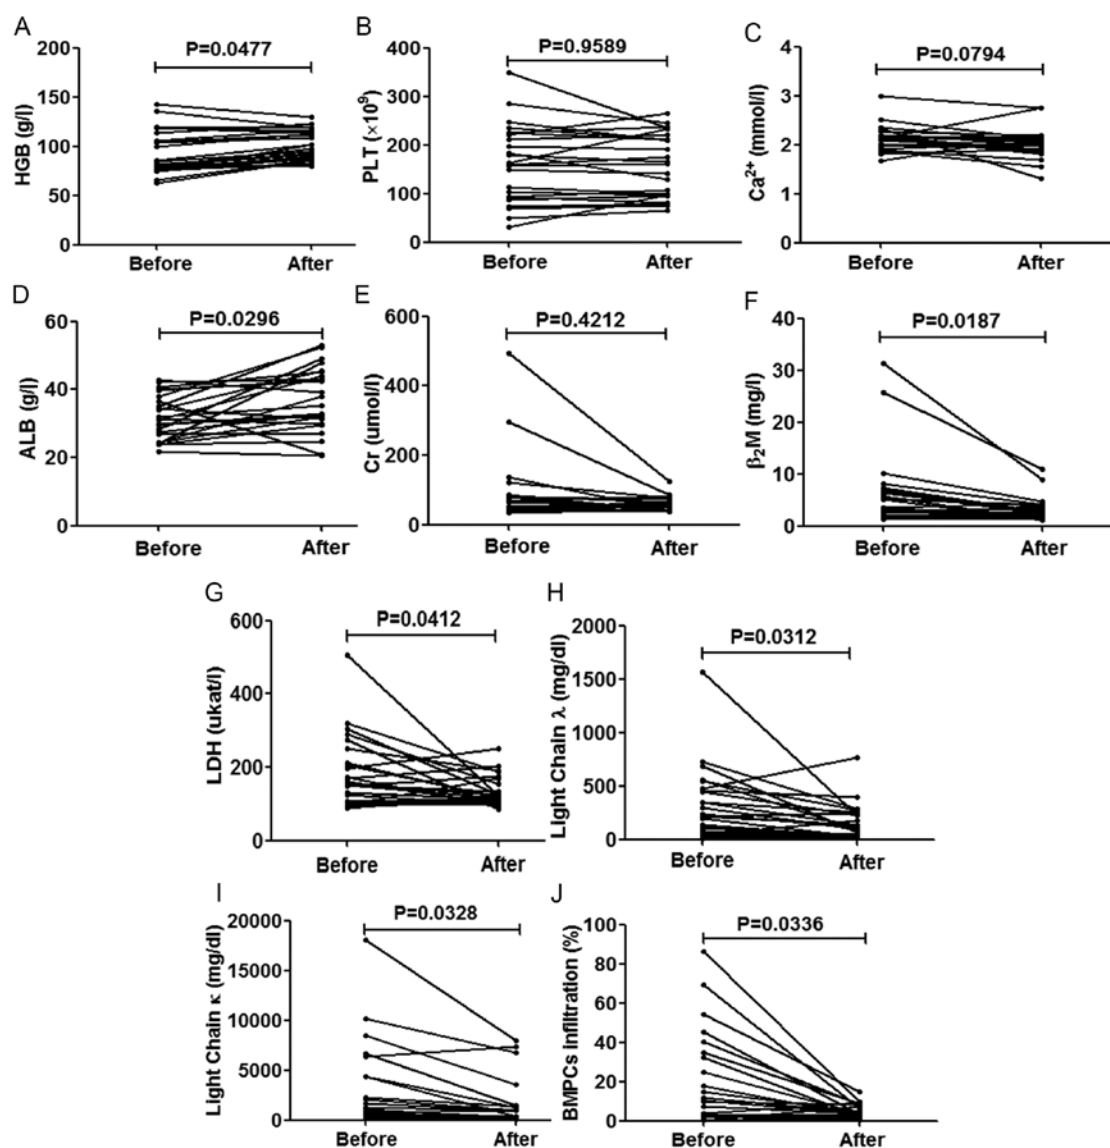 A
P=0.0477
HGB (g/l)
200
150
100
50
0
Before After
B
P=0.9589
PLT (×10⁹)
400
300
200
100
0
Before After
C
P=0.0794
Ca²⁺ (mmol/l)
4
3
2
1
0
Before After
D
P=0.0296
ALB (g/l)
60
40
20
0
Before After
E
P=0.4212
Cr (umol/l)
600
400
200
0
Before After
F
P=0.0187
β₂M (mg/l)
40
30
20
10
0
Before After
G
P=0.0412
LDH (ukat/l)
600
400
200
0
Before After
H
P=0.0312
Light Chain λ (mg/dl)
2000
1500
1000
500
0
Before After
I
P=0.0328
Light Chain κ (mg/dl)
20000
15000
10000
5000
0
Before After
J
P=0.0336
BMPCs infiltration (%)
100
80
60
40
20
0
Before After